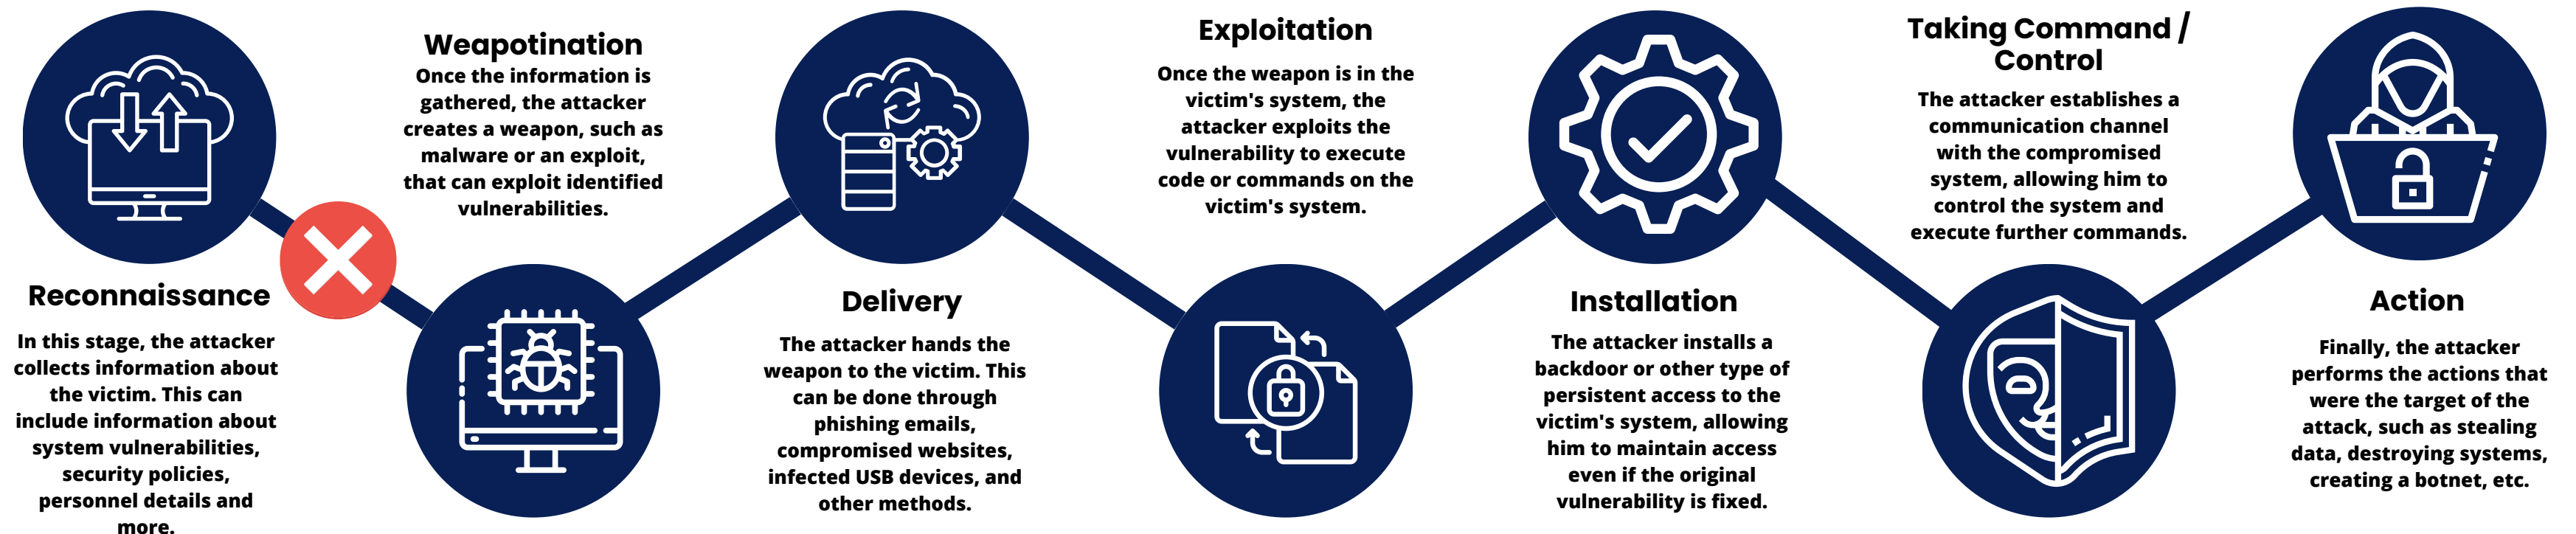 Reconnaissance
In this stage, the attacker
collects information about
the victim. This can
include information about
system vulnerabilities,
security policies,
personnel details and
more.
Weapotination
Once the information is
gathered, the attacker
creates a weapon, such as
malware or an exploit,
that can exploit identified
vulnerabilities.
Delivery
The attacker hands the
weapon to the victim. This
can be done through
phishing emails,
compromised websites,
infected USB devices, and
other methods.
Exploitation
Once the weapon is in the
victim's system, the
attacker exploits the
vulnerability to execute
code or commands on the
victim's system.
Installation
The attacker installs a
backdoor or other type of
persistent access to the
victim's system, allowing
him to maintain access
even if the original
vulnerability is fixed.
Taking Command /
Control
The attacker establishes a
communication channel
with the compromised
system, allowing him to
control the system and
execute further commands.
Action
Finally, the attacker
performs the actions that
were the target of the
attack, such as stealing
data, destroying systems,
creating a botnet, etc.